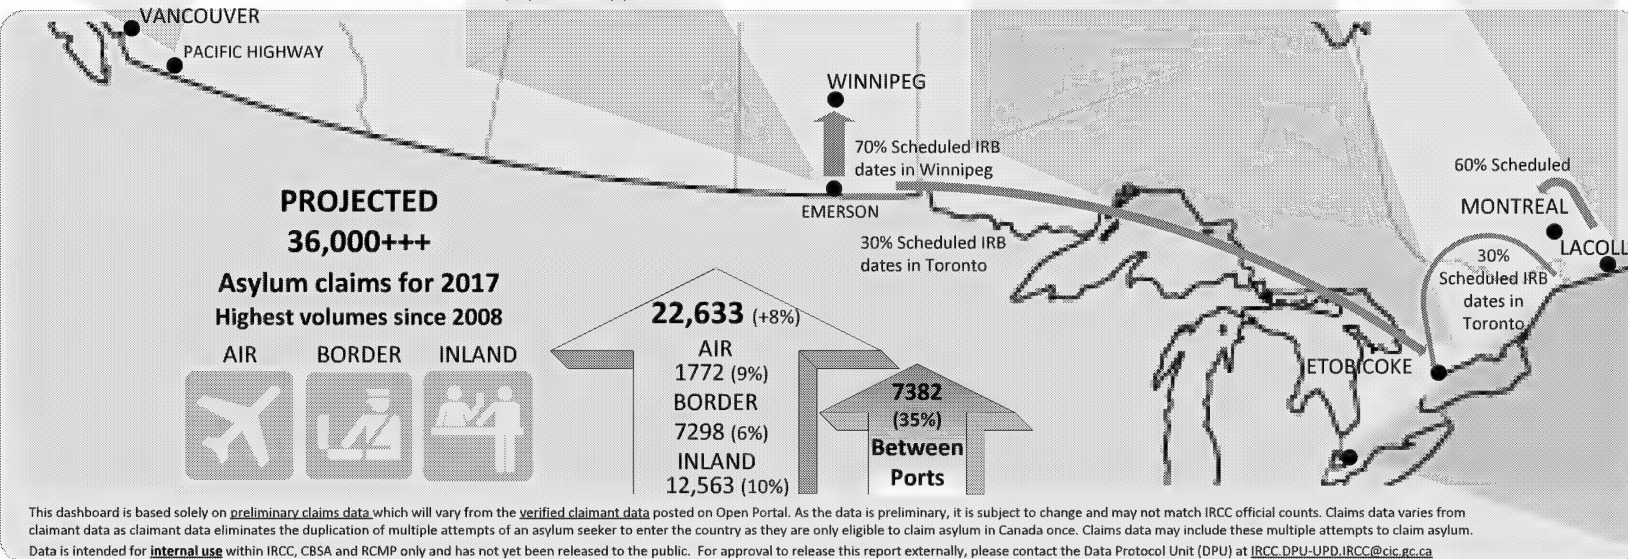 VANCOUVER
PACIFIC HIGHWAY
WINNIPEG
70% Scheduled IRB
dates in Winnipeg
EMERSON
30% Scheduled IRB
dates in Toronto
60% Scheduled
MONTREAL
LACOLL
30%
Scheduled IRB
dates in
Toronto
ETOBICOKE
PROJECTED
36,000+++
Asylum claims for 2017
Highest volumes since 2008
AIR BORDER INLAND
22,633 (+8%)
AIR
1772 (9%)
BORDER
7298 (6%)
INLAND
12,563 (10%)
7382
(35%)
Between
Ports
This dashboard is based solely on preliminary claims data which will vary from the verified claimant data posted on Open Portal. As the data is preliminary, it is subject to change and may not match IRCC official counts. Claims data varies from
claimant data as claimant data eliminates the duplication of multiple attempts of an asylum seeker to enter the country as they are only eligible to claim asylum in Canada once. Claims data may include these multiple attempts to claim asylum.
Data is intended for internal use within IRCC, CBSA and RCMP only and has not yet been released to the public. For approval to release this report externally, please contact the Data Protocol Unit (DPU) at IRCC.DPU-UPD.IRCC@cic.gc.ca